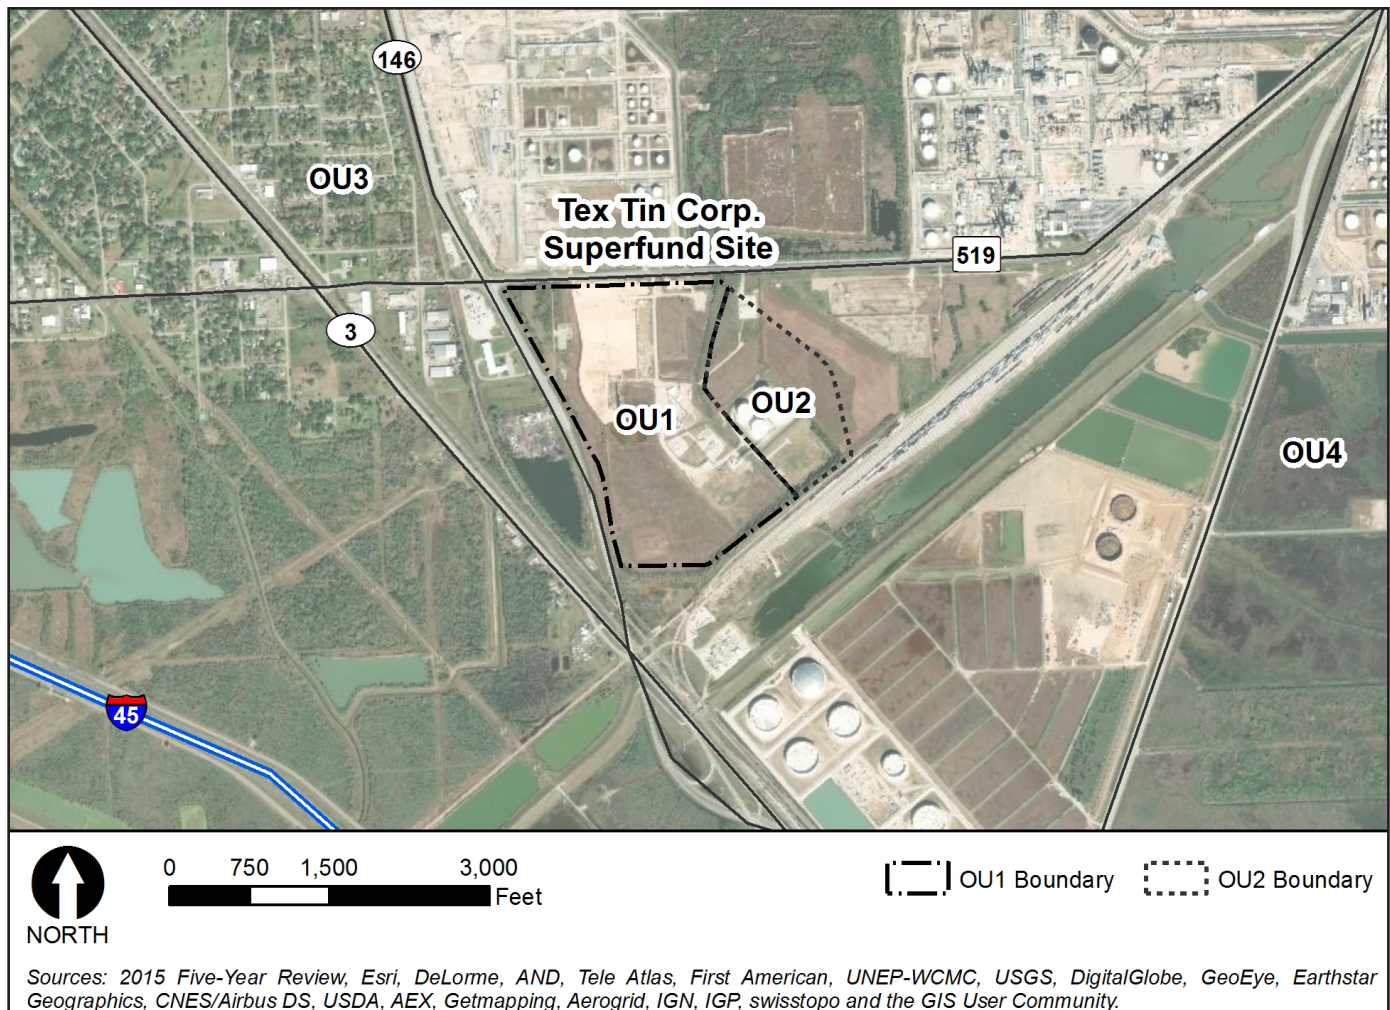 146
OU3
Tex Tin Corp.
Superfund Site
519
3
OU1
OU2
OU4
45
NORTH
0 750 1,500 3,000
Feet
OU1 Boundary
OU2 Boundary
Sources: 2015 Five-Year Review, Esri, DeLorme, AND, Tele Atlas, First American, UNEP-WCMC, USGS, DigitalGlobe, GeoEye, Earthstar
Geographics, CNES/Airbus DS, USDA, AEX, Getmapping, Aerogrid, IGN, IGP, swisstopo and the GIS User Community.